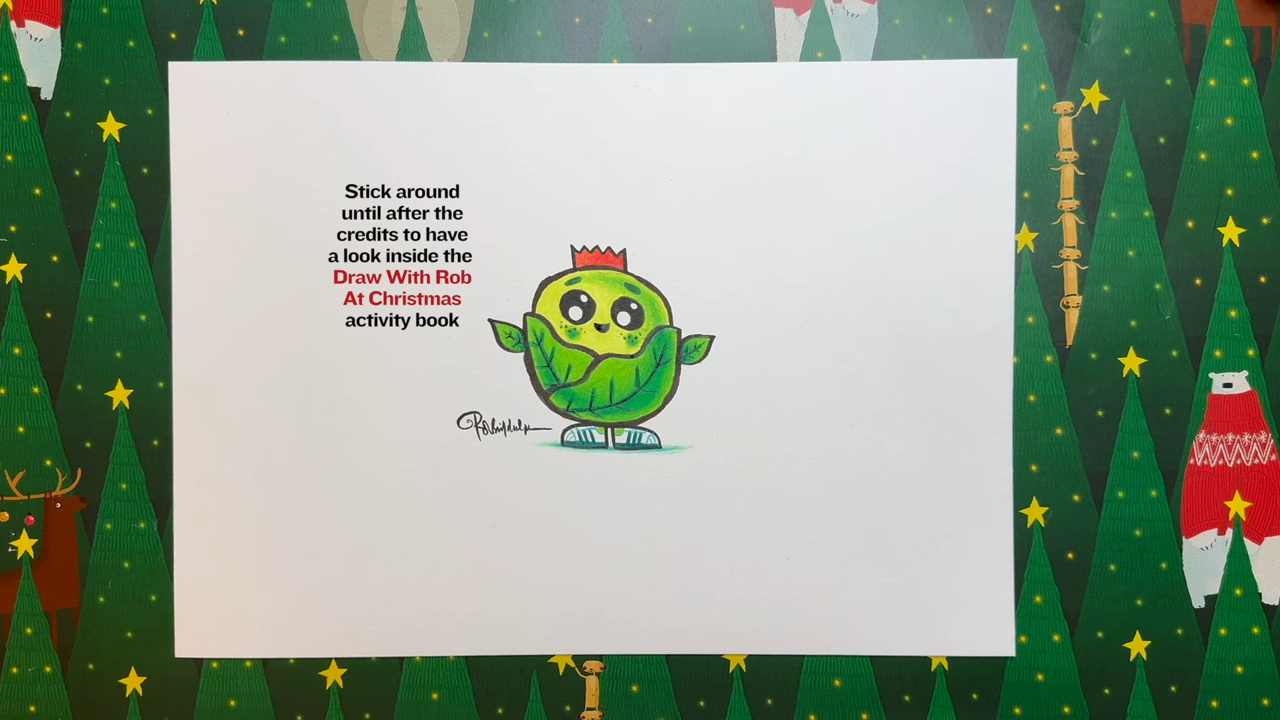 Stick around
until after the
credits to have
a look inside the
Draw With Rob
At Christmas
activity book